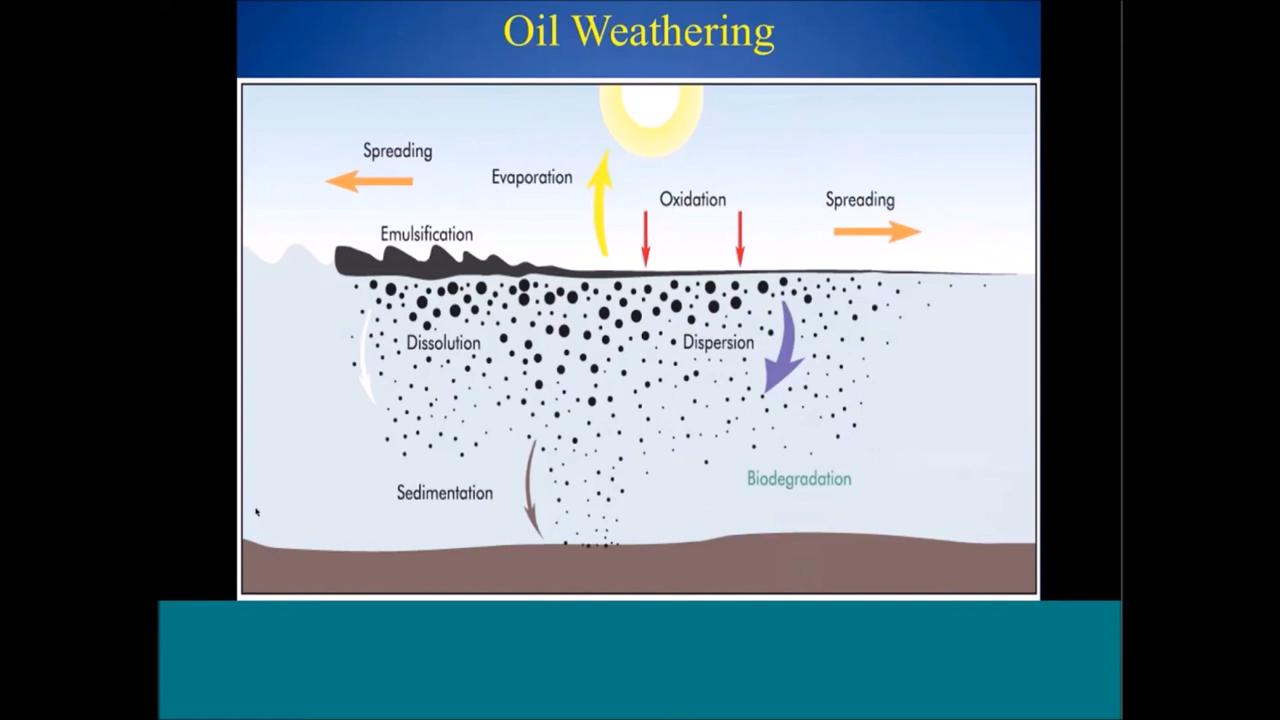 Oil Weathering
Spreading
Evaporation
Oxidation
Spreading
Emulsification
Dissolution
Dispersion
Sedimentation
Biodegradation